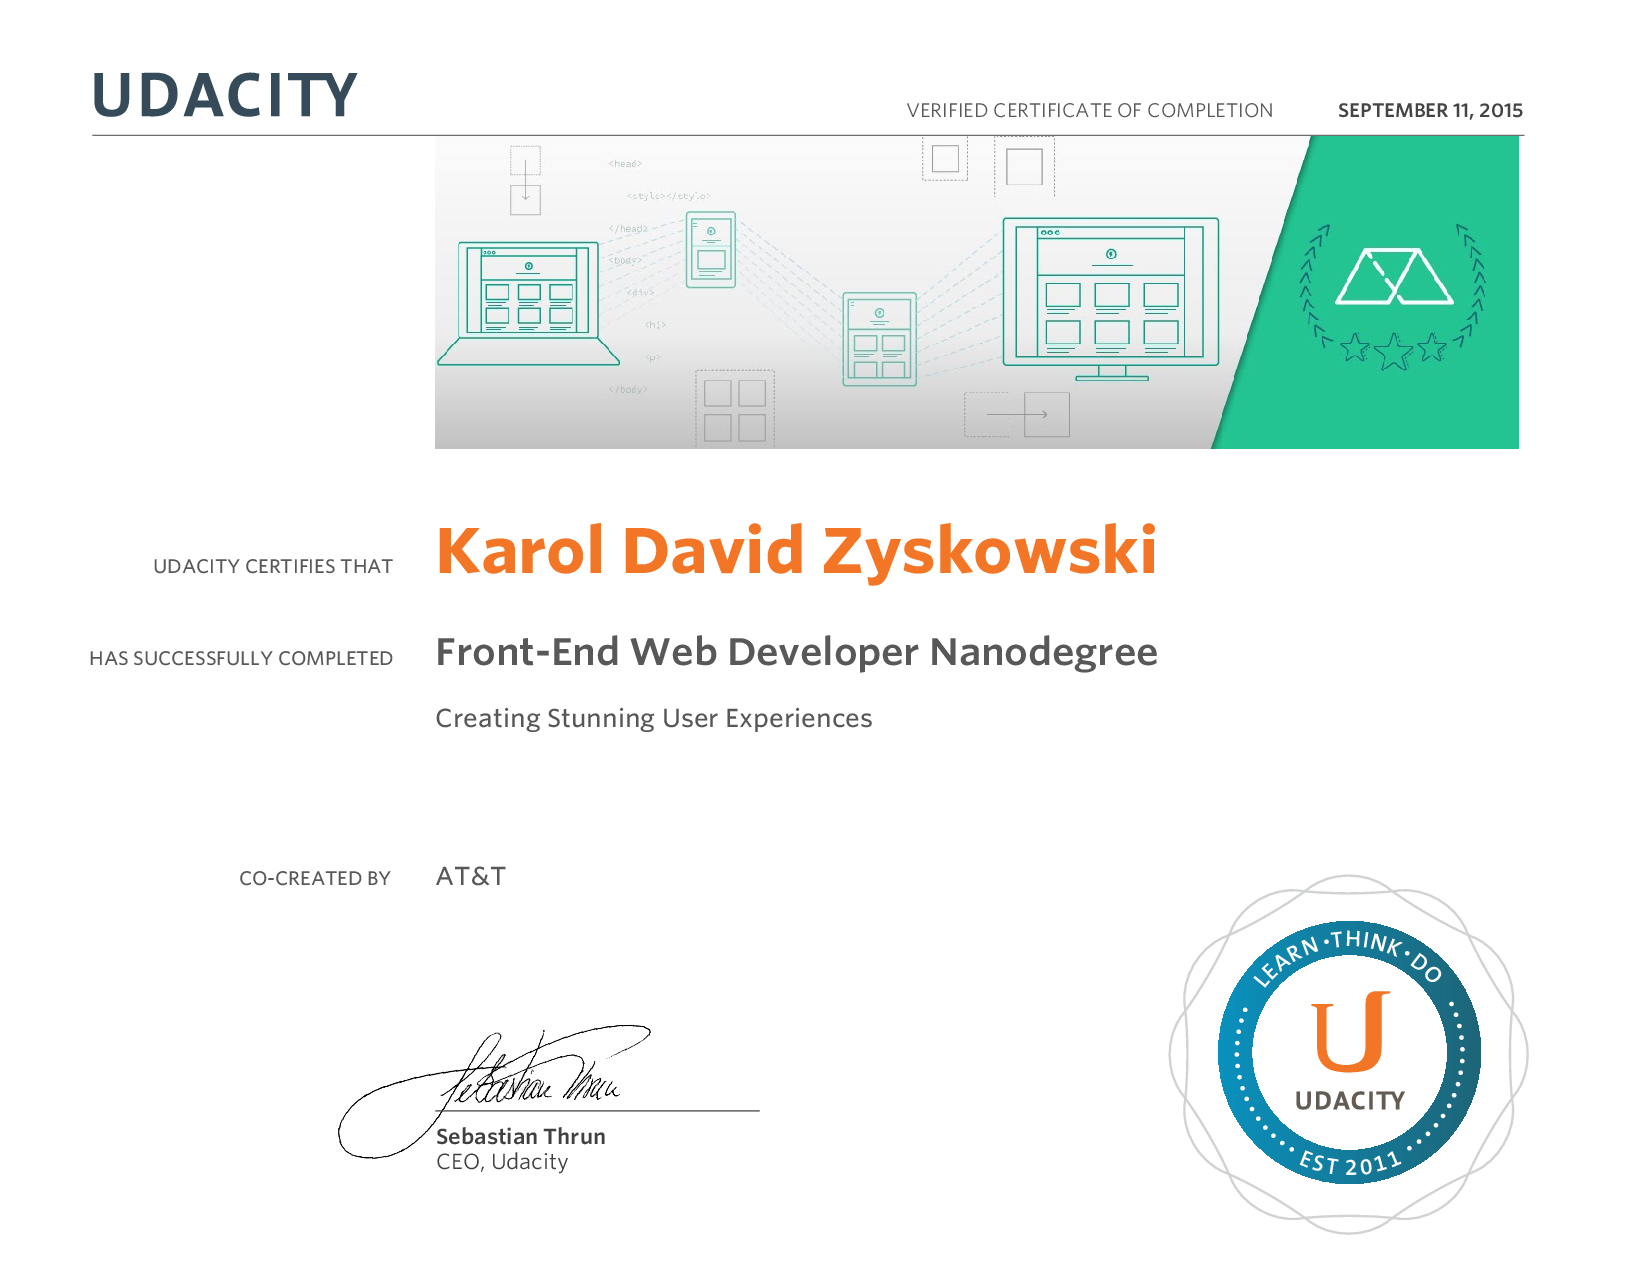 UDACITY
VERIFIED CERTIFICATE OF COMPLETION SEPTEMBER 11, 2015
<head>
<style></style>
</head>
<body>
<div>
<h1>
<p>
</body>
UDACITY CERTIFIES THAT Karol David Zyskowski
HAS SUCCESSFULLY COMPLETED Front-End Web Developer Nanodegree
Creating Stunning User Experiences
CO-CREATED BY AT&T
Sebastian Thrun
Sebastian Thrun
CEO, Udacity
LEARN•THINK•DO
U
UDACITY
EST 2011